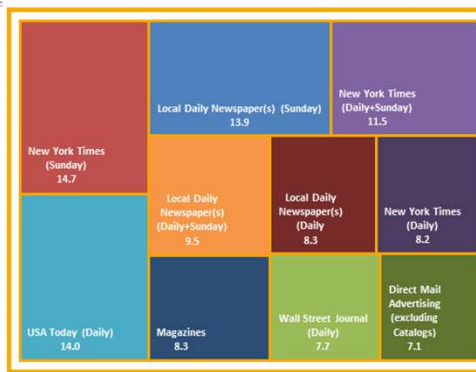 New York Times
(Sunday)
14.7
Local Daily Newspaper(s) (Sunday)
13.9
New York Times
(Daily+Sunday)
11.5
Local Daily
Newspaper(s)
(Daily+Sunday)
9.5
Local Daily
Newspaper(s)
(Daily
8.3
New York Times
(Daily)
8.2
USA Today (Daily)
14.0
Magazines
8.3
Wall Street Journal
(Daily)
7.7
Direct Mail
Advertising
(excluding
Catalogs)
7.1